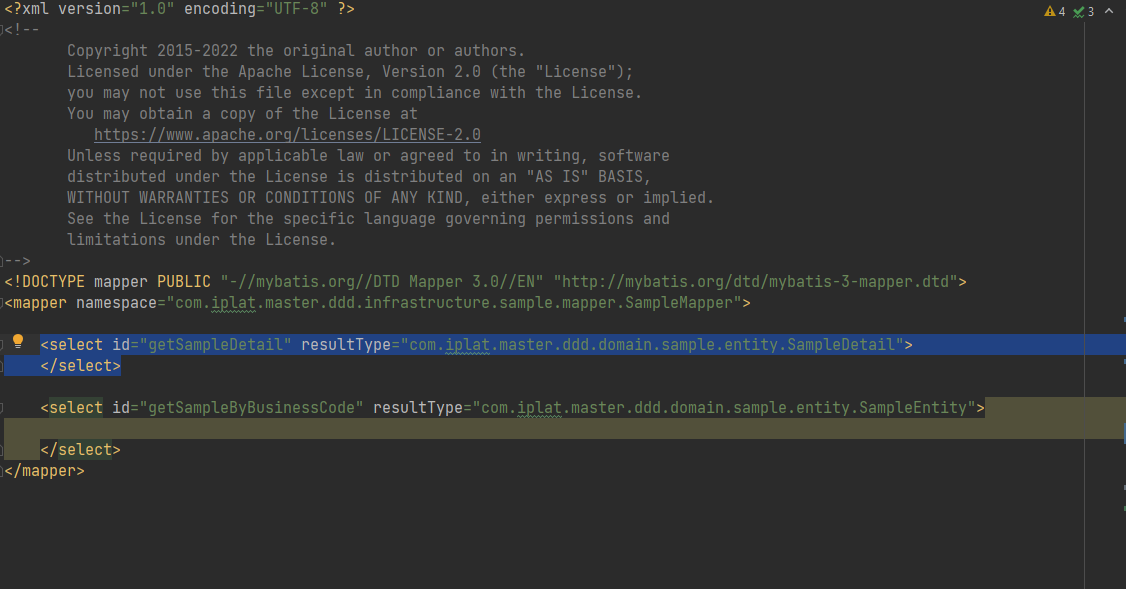 <?xml version="1.0" encoding="UTF-8" ?>
4 3
<!--
Copyright 2015-2022 the original author or authors.
Licensed under the Apache License, Version 2.0 (the "License");
you may not use this file except in compliance with the License.
You may obtain a copy of the License at
https://www.apache.org/licenses/LICENSE-2.0
Unless required by applicable law or agreed to in writing, software
distributed under the License is distributed on an "AS IS" BASIS,
WITHOUT WARRANTIES OR CONDITIONS OF ANY KIND, either express or implied.
See the License for the specific language governing permissions and
limitations under the License.
-->
<!DOCTYPE mapper PUBLIC "-//mybatis.org//DTD Mapper 3.0//EN" "http://mybatis.org/dtd/mybatis-3-mapper.dtd">
<mapper namespace="com.iplat.master.ddd.infrastructure.sample.mapper.SampleMapper">
<select id="getSampleDetail" resultType="com.iplat.master.ddd.domain.sample.entity.SampleDetail">
</select>
<select id="getSampleByBusinessCode" resultType="com.iplat.master.ddd.domain.sample.entity.SampleEntity">
</select>
</mapper>